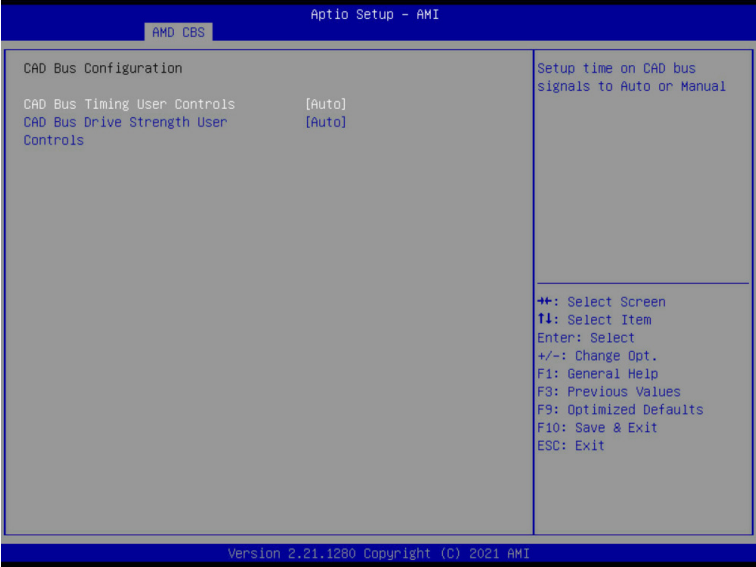 Aptio Setup – AMI
AMD CBS
CAD Bus Configuration
CAD Bus Timing User Controls [Auto]
CAD Bus Drive Strength User [Auto]
Controls
Setup time on CAD bus
signals to Auto or Manual
→←: Select Screen
↑↓: Select Item
Enter: Select
+/-: Change Opt.
F1: General Help
F3: Previous Values
F9: Optimized Defaults
F10: Save & Exit
ESC: Exit
Version 2.21.1280 Copyright (C) 2021 AMI